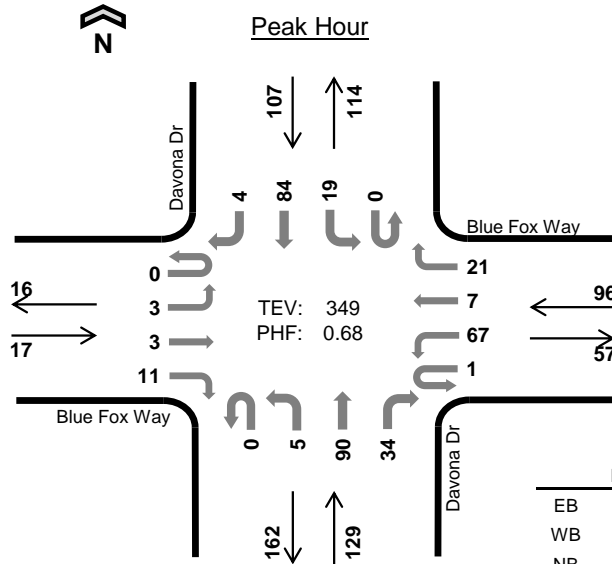 Peak Hour
N
107
114
Davona Dr
4
84
19
0
Blue Fox Way
0
21
16
3
7
96
TEV: 349
PHF: 0.68
17
3
67
57
11
1
Blue Fox Way
0
5
90
34
Davona Dr
162
129
EB
WB
NB